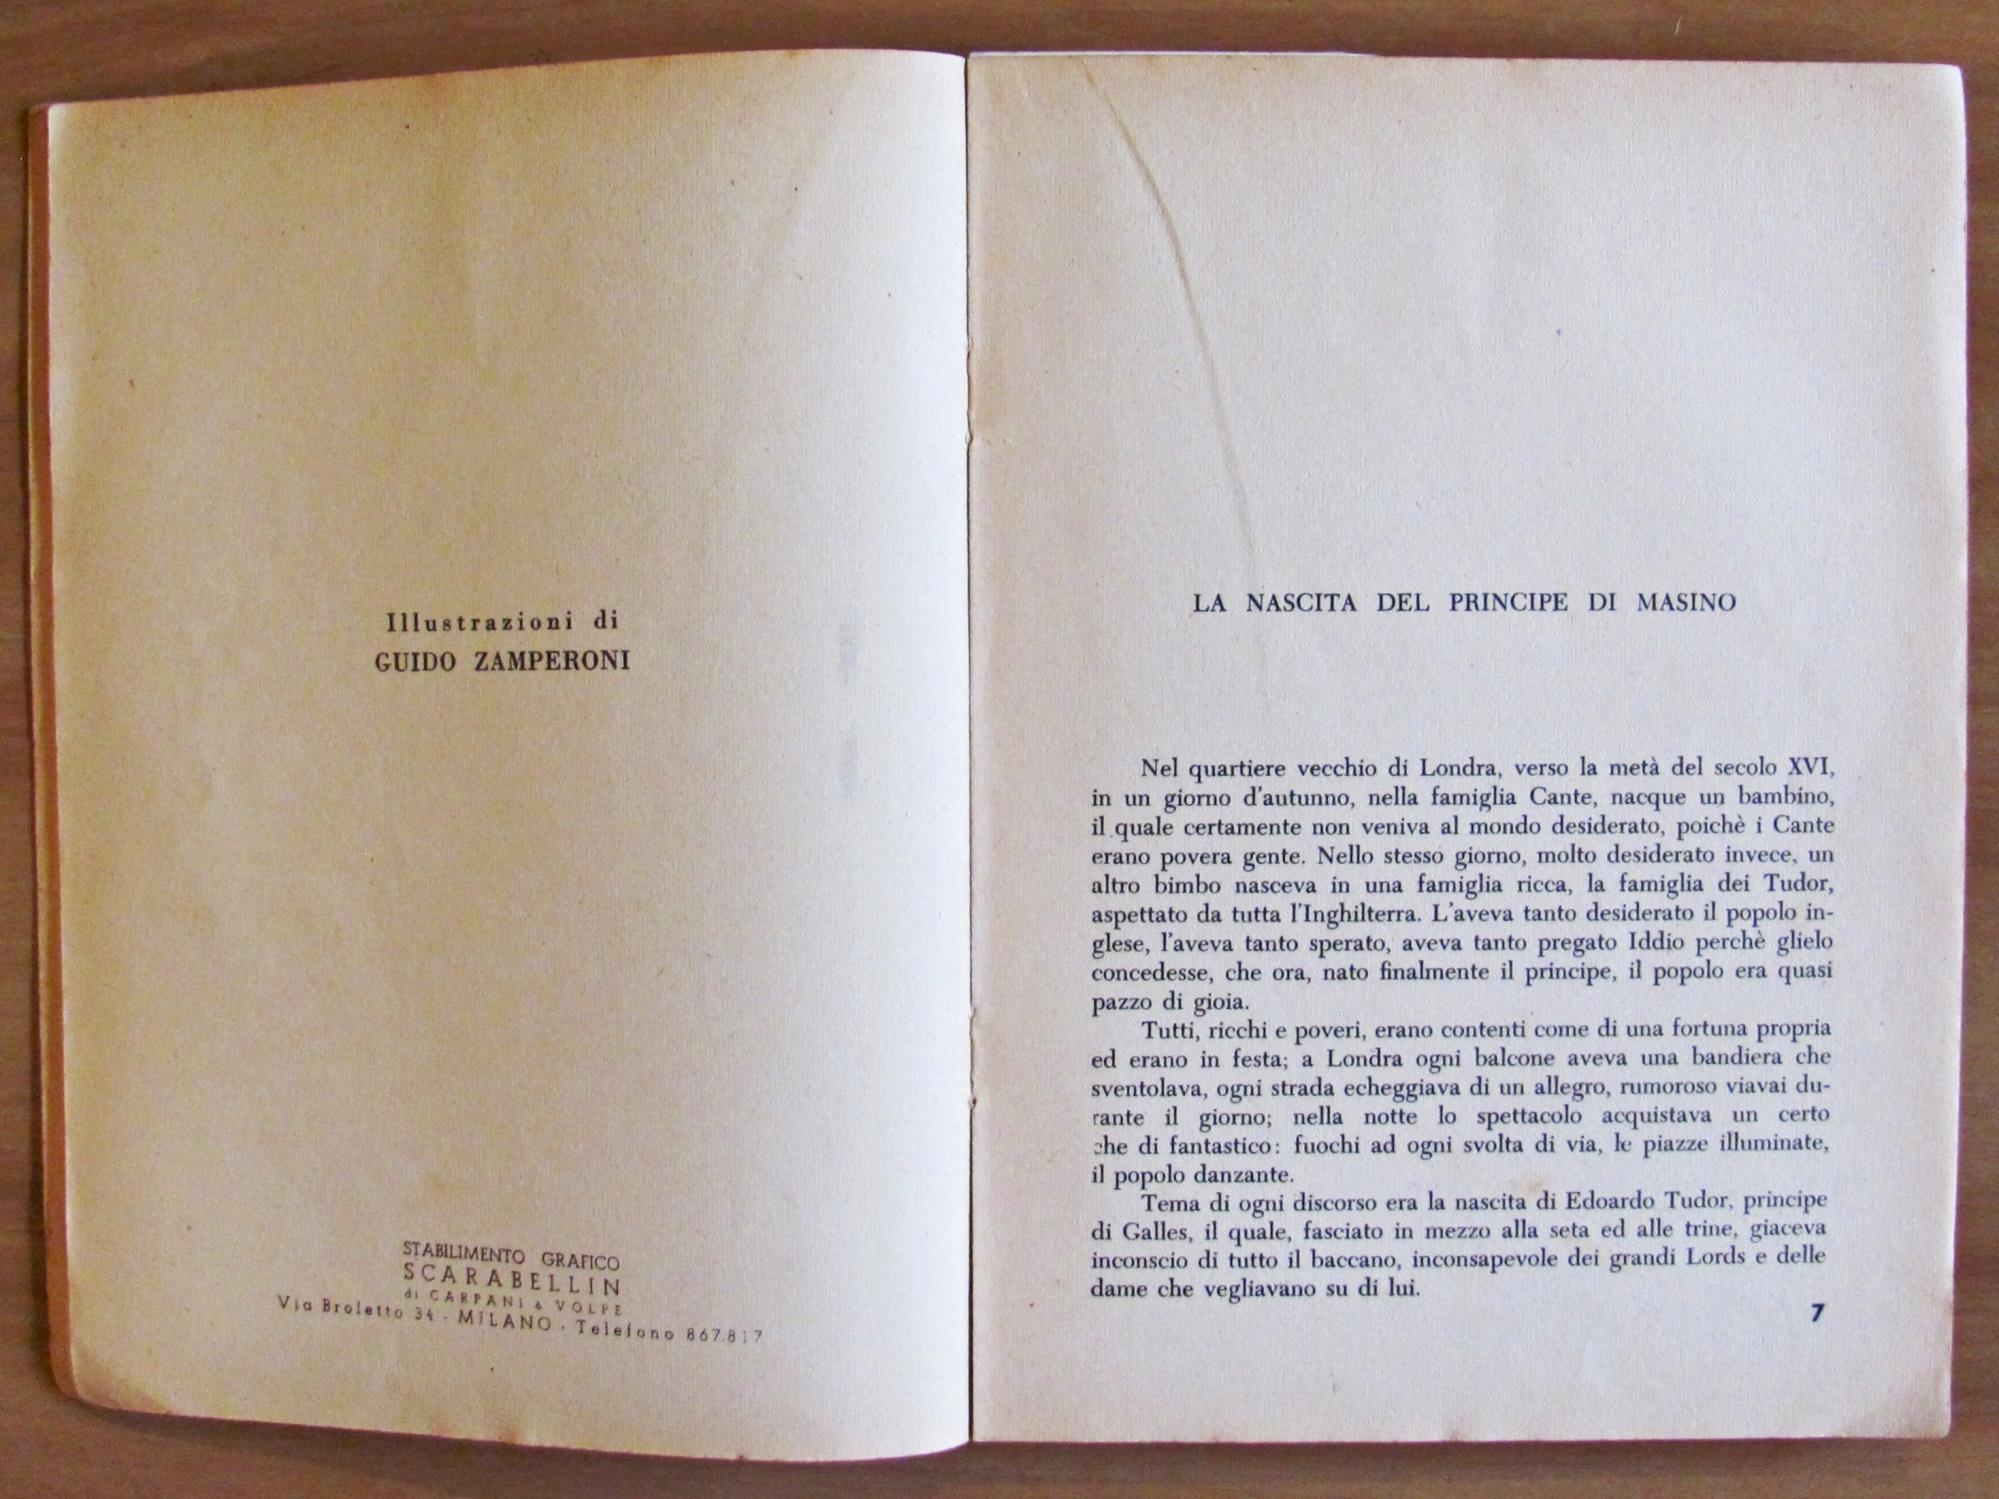 Illustrazioni di
GUIDO ZAMPERONI
STABILIMENTO GRAFICO
SCARABELLIN
di CARPANI & VOLPE
Via Broletto 34 - MILANO - Telefono 867.817
LA NASCITA DEL PRINCIPE DI MASINO
Nel quartiere vecchio di Londra, verso la metà del secolo XVI,
in un giorno d'autunno, nella famiglia Cante, nacque un bambino,
il quale certamente non veniva al mondo desiderato, poichè i Cante
erano povera gente. Nello stesso giorno, molto desiderato invece, un
altro bimbo nasceva in una famiglia ricca, la famiglia dei Tudor,
aspettato da tutta l'Inghilterra. L'aveva tanto desiderato il popolo in-
glese, l'aveva tanto sperato, aveva tanto pregato Iddio perchè glielo
concedesse, che ora, nato finalmente il principe, il popolo era quasi
pazzo di gioia.
Tutti, ricchi e poveri, erano contenti come di una fortuna propria
ed erano in festa; a Londra ogni balcone aveva una bandiera che
sventolava, ogni strada echeggiava di un allegro, rumoroso viavai du-
rante il giorno; nella notte lo spettacolo acquistava un certo
che di fantastico: fuochi ad ogni svolta di via, le piazze illuminate,
il popolo danzante.
Tema di ogni discorso era la nascita di Edoardo Tudor, principe
di Galles, il quale, fasciato in mezzo alla seta ed alle trine, giaceva
inconscio di tutto il baccano, inconsapevole dei grandi Lords e delle
dame che vegliavano su di lui.
7